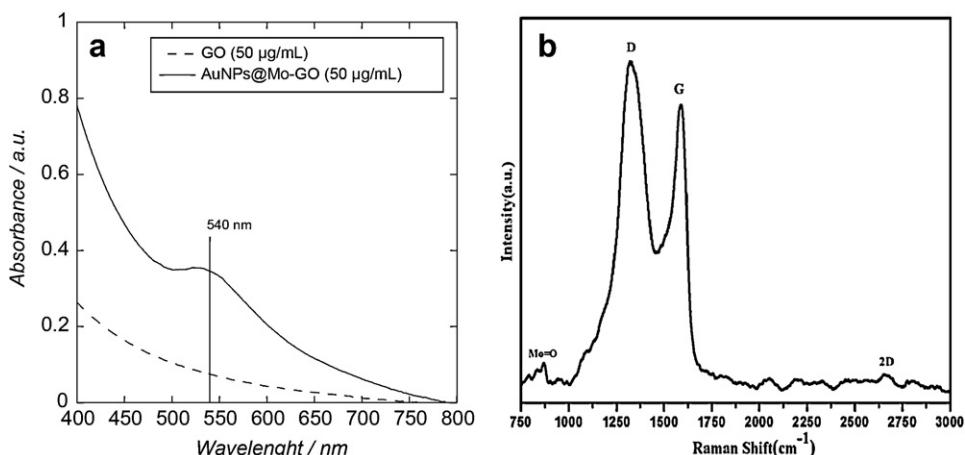 a
GO (50 µg/mL)
AuNPs@Mo-GO (50 µg/mL)
540 nm
1
0.8
0.6
0.4
0.2
0
400 450 500 550 600 650 700 750 800
Absorbance / a.u.
Wavelenght / nm
b
D
G
Mo=O
2D
Intensity(a.u.)
750 1000 1250 1500 1750 2000 2250 2500 2750 3000
Raman Shift(cm⁻¹)